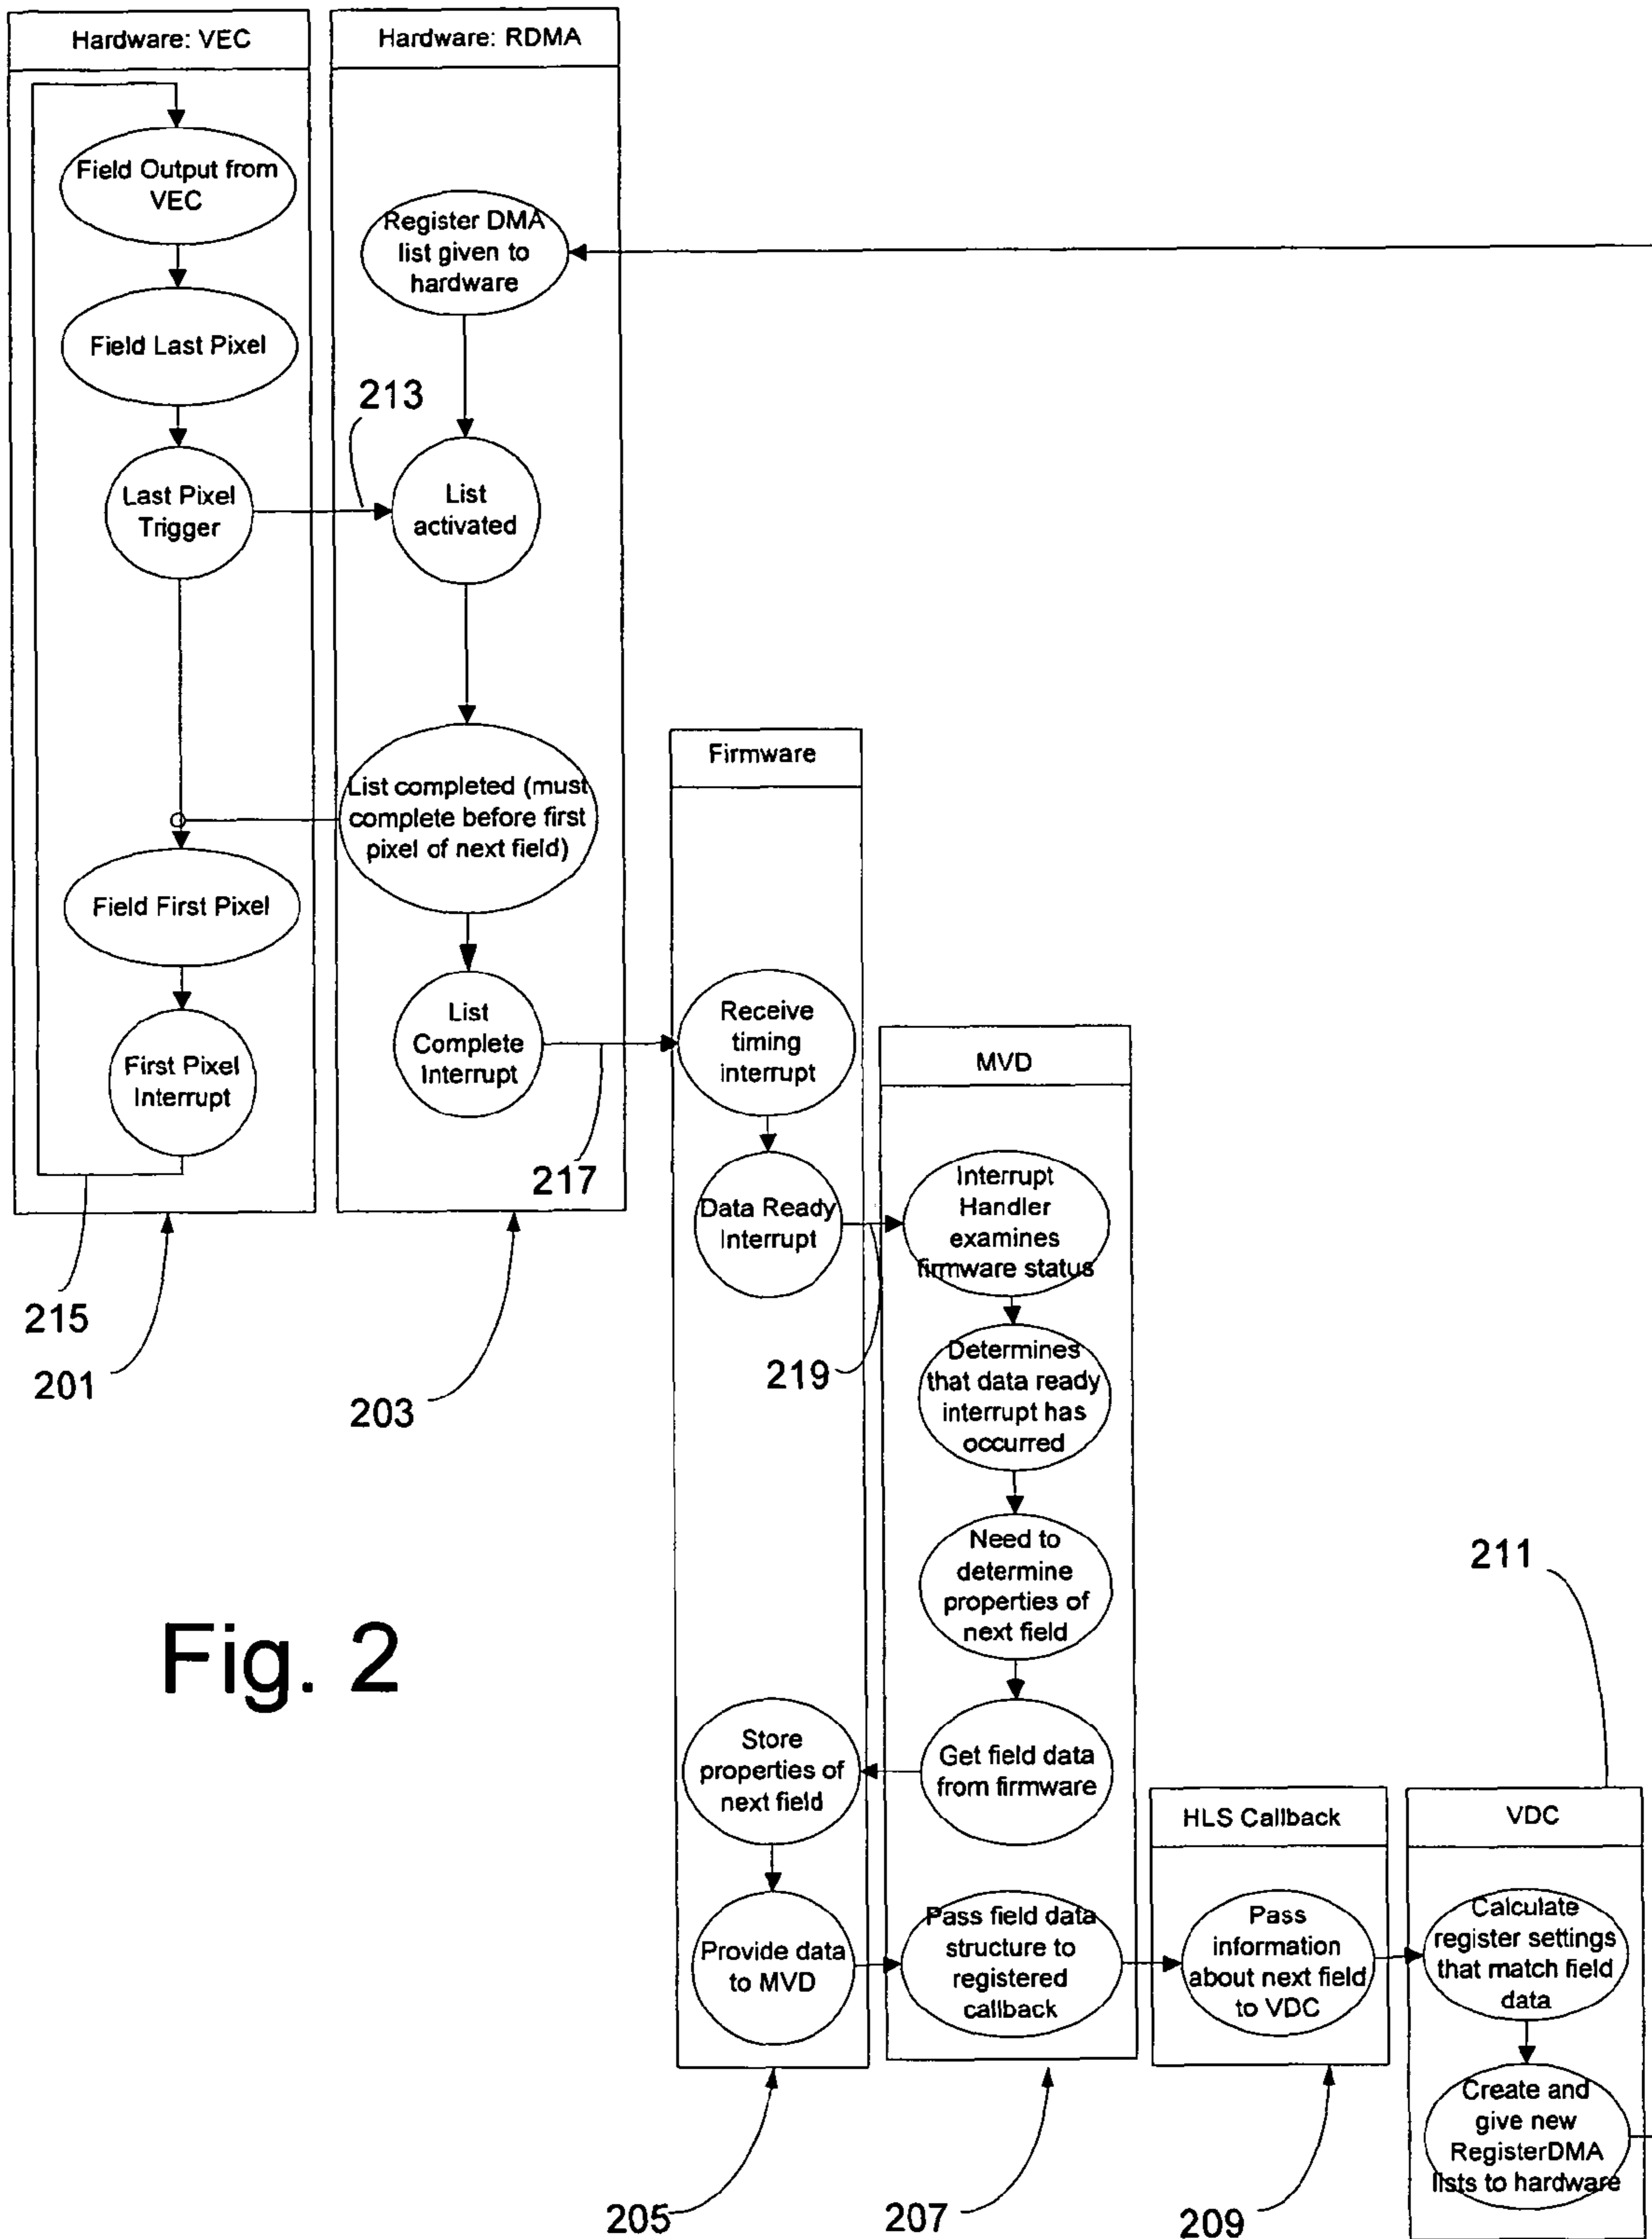 Hardware: VEC
Field Output from
VEC
Field Last Pixel
Last Pixel
Trigger
Field First Pixel
First Pixel
Interrupt
215
201
Hardware: RDMA
Register DMA
list given to
hardware
213
List
activated
List completed (must
complete before first
pixel of next field)
List
Complete
Interrupt
217
203
Firmware
Receive
timing
interrupt
Data Ready
Interrupt
219
Store
properties of
next field
Provide data
to MVD
205
MVD
Interrupt
Handler
examines
firmware status
Determines
that data ready
interrupt has
occurred
Need to
determine
properties of
next field
Get field data
from firmware
Pass field data
structure to
registered
callback
207
HLS Callback
Pass
information
about next field
to VDC
209
211
VDC
Calculate
register settings
that match field
data
Create and
give new
RegisterDMA
lists to hardware
Fig. 2